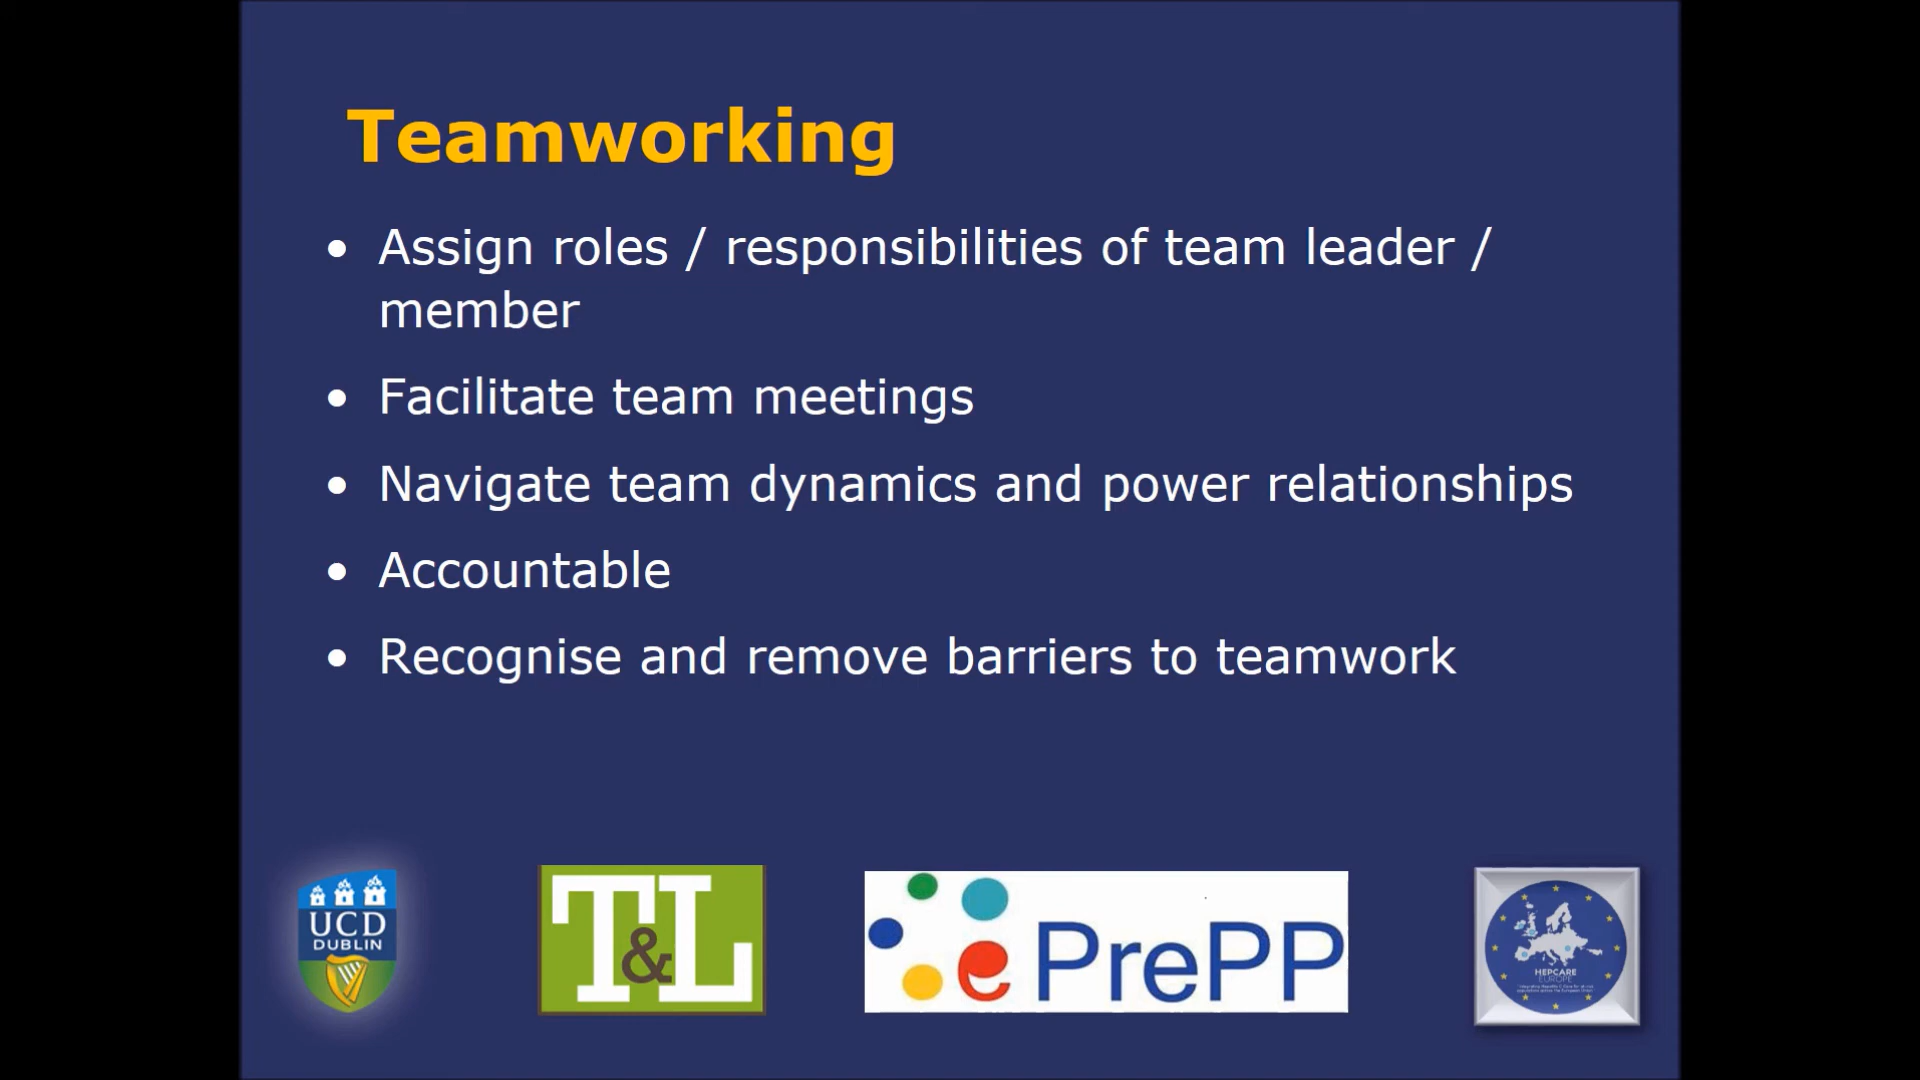 Teamworking
• Assign roles / responsibilities of team leader /
member
• Facilitate team meetings
• Navigate team dynamics and power relationships
• Accountable
• Recognise and remove barriers to teamwork
UCD
DUBLIN
T&L
ePrePP
HEPCARE
EUROPE